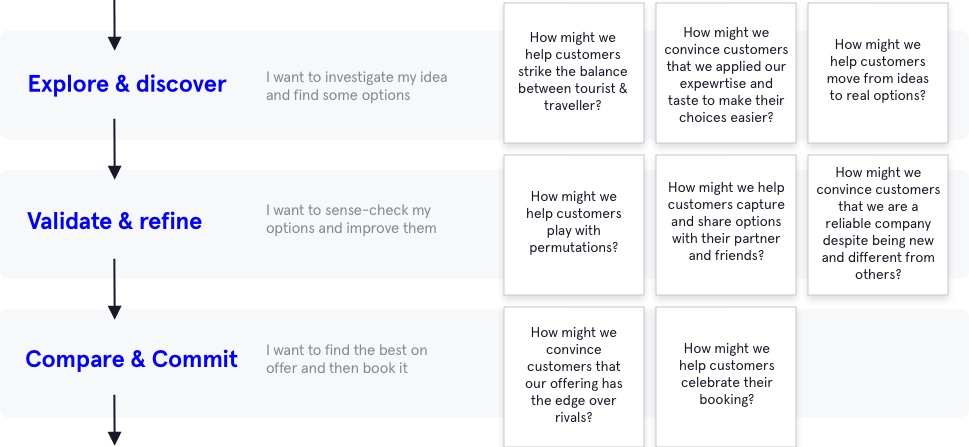 Explore & discover
I want to investigate my idea
and find some options
How might we
help customers
strike the balance
between tourist &
traveller?
How might we
convince customers
that we applied our
expewrtise and
taste to make their
choices easier?
How might we
help customers
move from ideas
to real options?
Validate & refine
I want to sense-check my
options and improve them
How might we
help customers
play with
permutations?
How might we help
customers capture
and share options
with their partner
and friends?
How might we
convince customers
that we are a
reliable company
despite being new
and different from
others?
Compare & Commit
I want to find the best on
offer and then book it
How might we
convince
customers that
our offering has
the edge over
rivals?
How might we
help customers
celebrate their
booking?